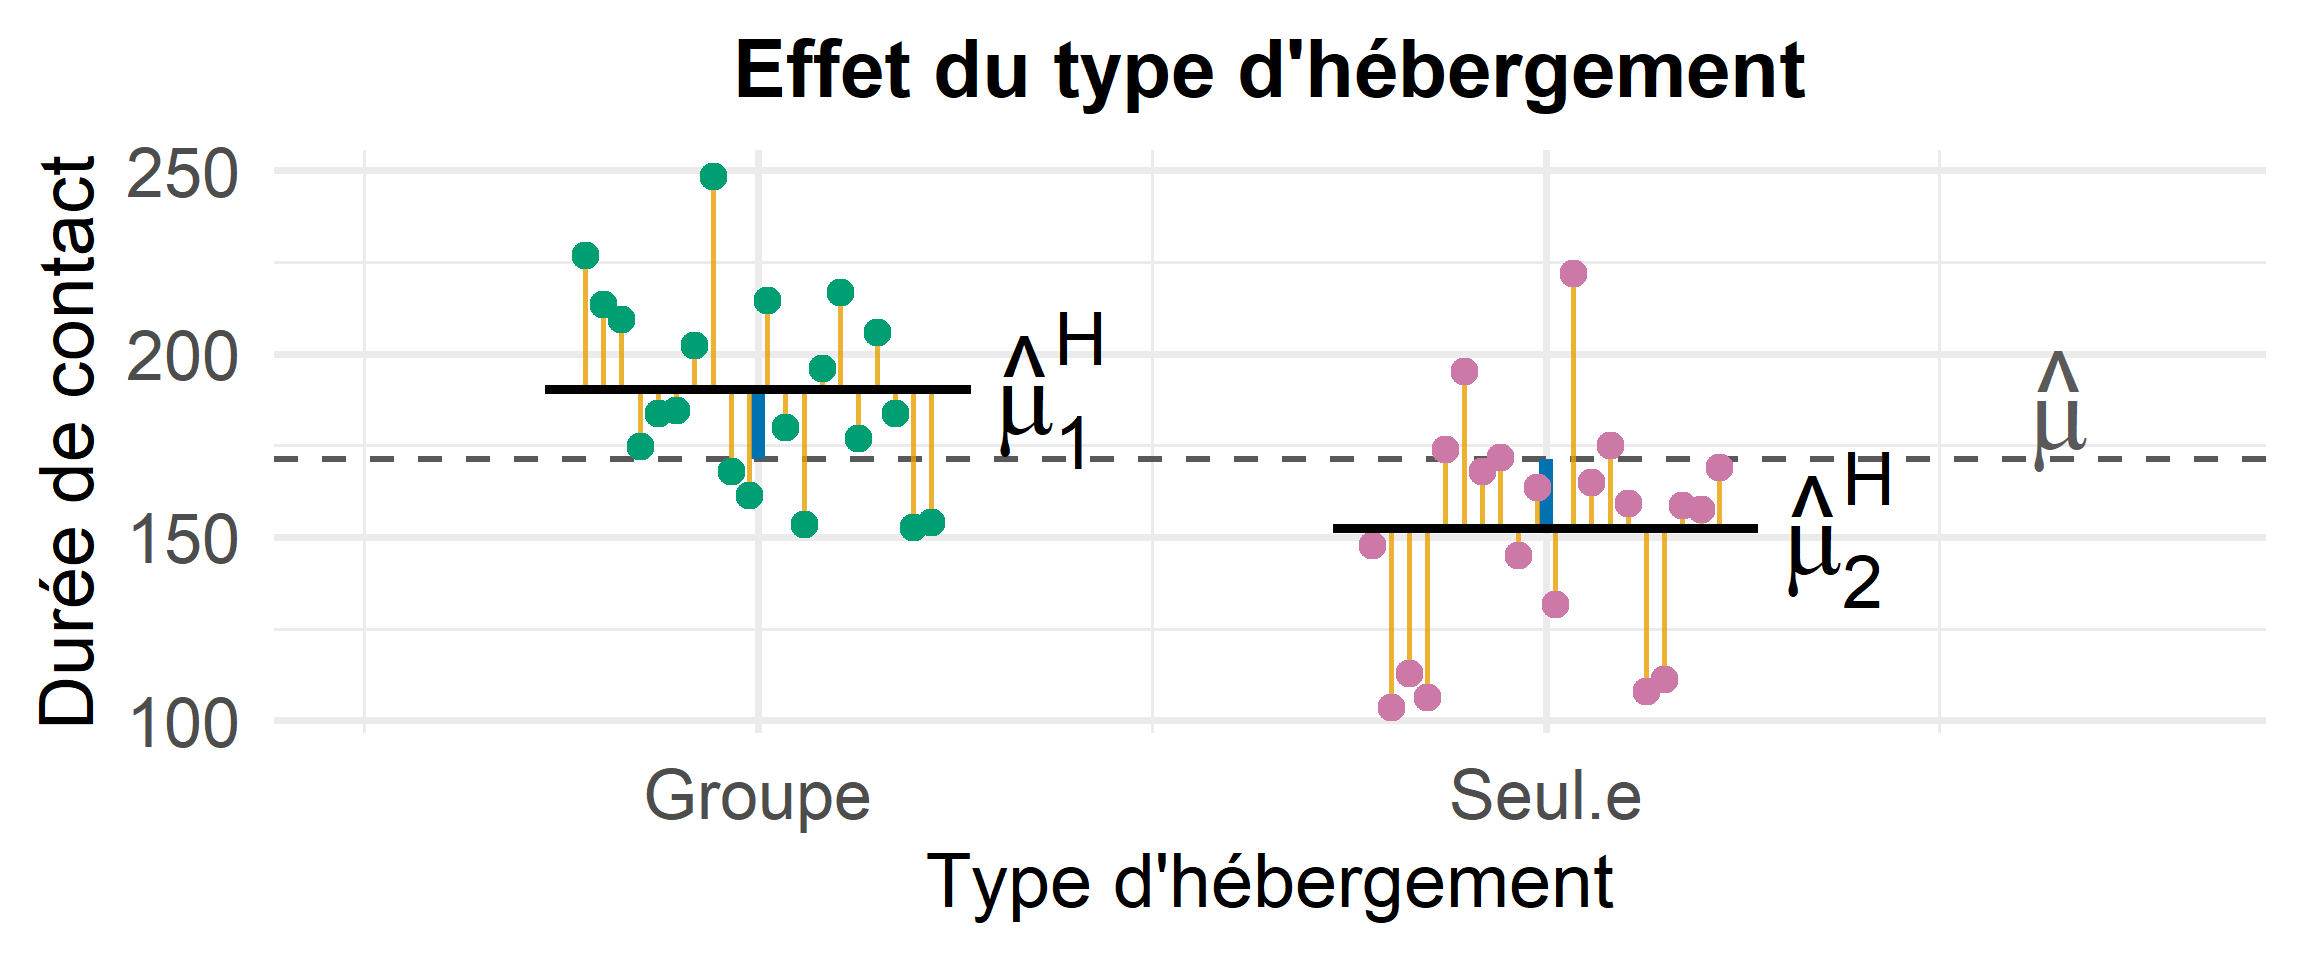 Effet du type d'hébergement
Durée de contact
250
200
150
100
μ̂₁ᴴ
μ̂₂ᴴ
μ̂
Groupe
Seul.e
Type d'hébergement